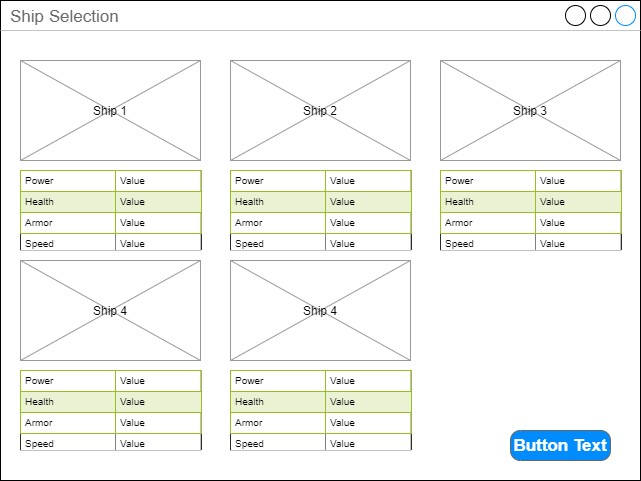 Ship Selection
Ship 1
Ship 2
Ship 3
Power Value
Health Value
Armor Value
Speed Value
Power Value
Health Value
Armor Value
Speed Value
Power Value
Health Value
Armor Value
Speed Value
Ship 4
Ship 4
Power Value
Health Value
Armor Value
Speed Value
Power Value
Health Value
Armor Value
Speed Value
Button Text